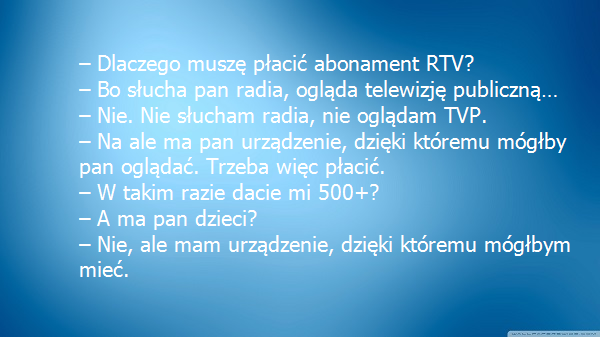 – Dlaczego muszę płacić abonament RTV?
– Bo słucha pan radia, ogląda telewizję publiczną...
– Nie. Nie słucham radia, nie oglądam TVP.
– Na ale ma pan urządzenie, dzięki któremu mógłby
pan oglądać. Trzeba więc płacić.
– W takim razie dacie mi 500+?
– A ma pan dzieci?
– Nie, ale mam urządzenie, dzięki któremu mógłbym
mieć.